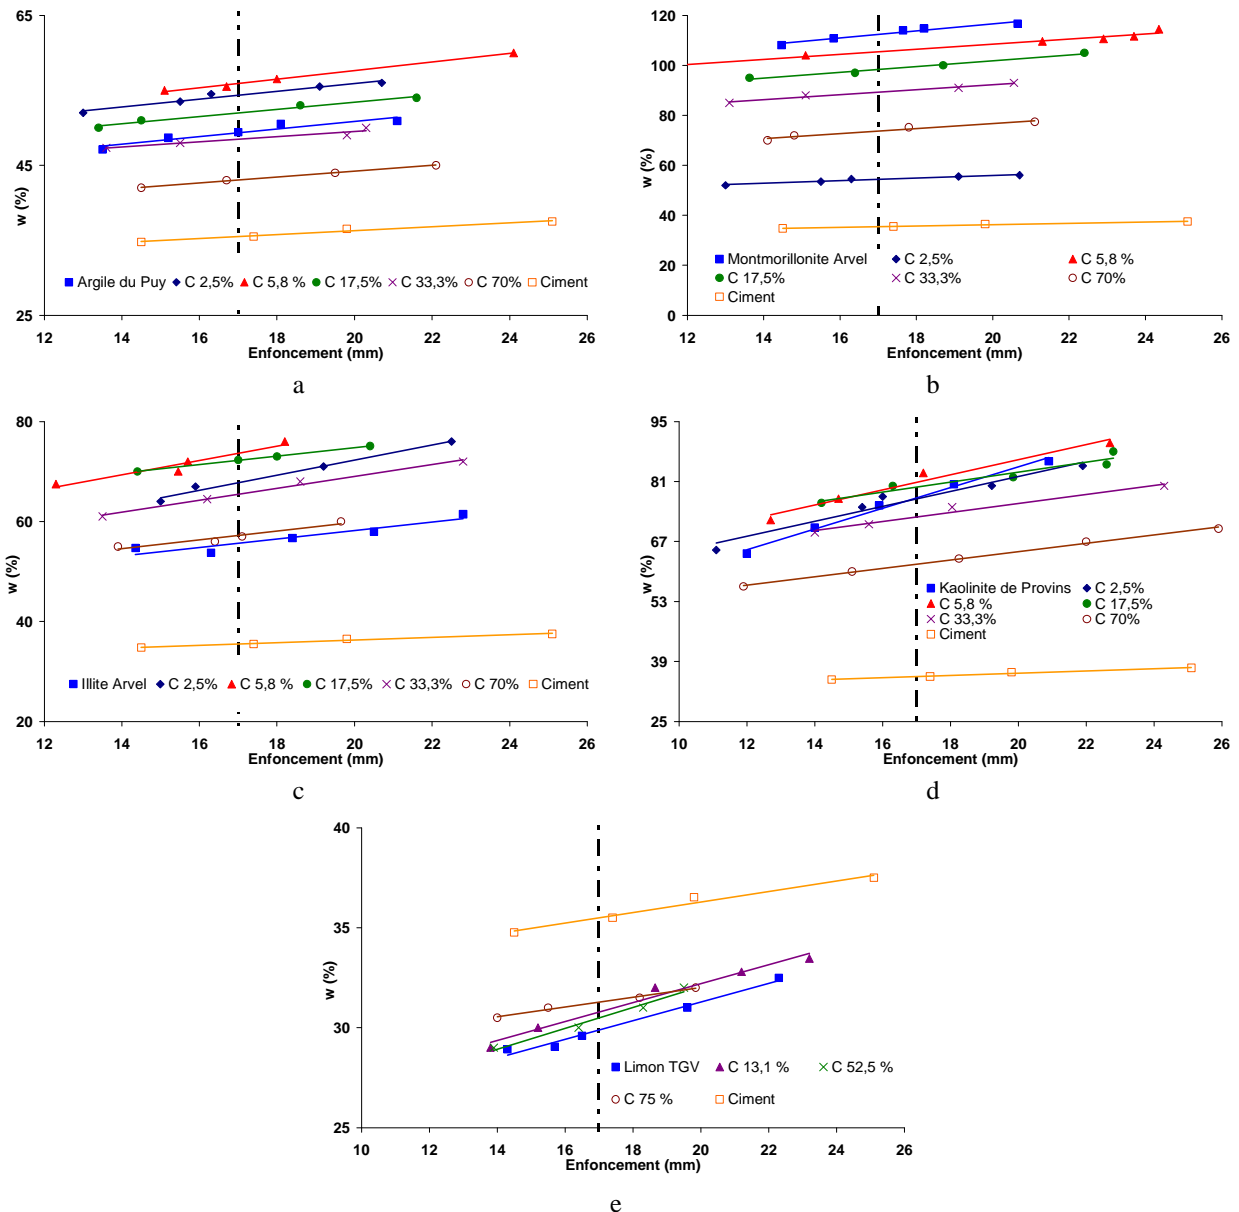 65
45
25
w (%)
12 14 16 18 20 22 24 26
Enfoncement (mm)
Argile du Puy C 2,5% C 5,8 % C 17,5% C 33,3% C 70% Ciment
a
120
100
80
60
40
20
0
w (%)
12 14 16 18 20 22 24 26
Enfoncement (mm)
Montmorillonite Arvel C 2,5% C 5,8 %
C 17,5% C 33,3% C 70%
Ciment
b
80
60
40
20
w (%)
12 14 16 18 20 22 24 26
Enfoncement (mm)
Illite Arvel C 2,5% C 5,8 % C 17,5% C 33,3% C 70% Ciment
c
95
81
67
53
39
25
w (%)
10 12 14 16 18 20 22 24 26
Enfoncement (mm)
Kaolinite de Provins C 2,5%
C 5,8 % C 17,5%
C 33,3% C 70%
Ciment
d
40
35
30
25
w (%)
10 12 14 16 18 20 22 24 26
Enfoncement (mm)
Limon TGV C 13,1 % C 52,5 %
C 75 % Ciment
e